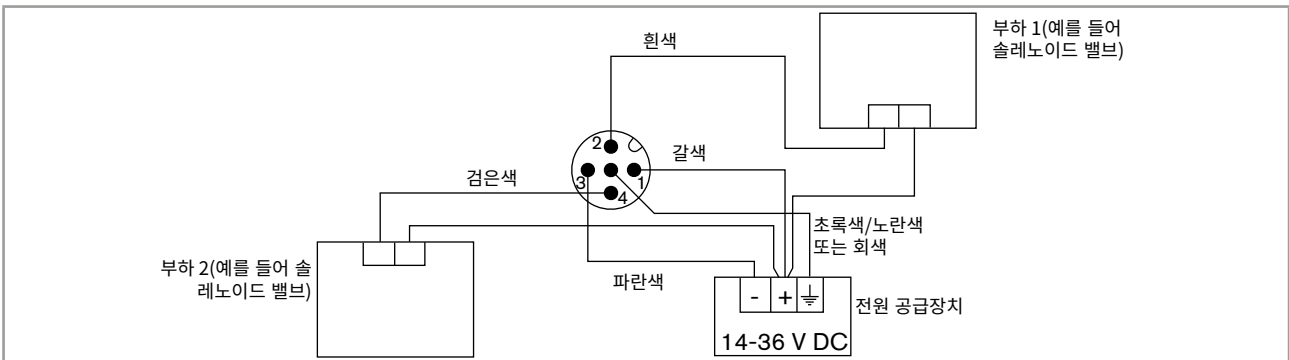 흰색
부하 1(예를 들어
솔레노이드 밸브)
2
갈색
3
1
검은색
4
초록색/노란색
또는 회색
부하 2(예를 들어 솔
레노이드 밸브)
파란색
- +
전원 공급장치
14-36 V DC